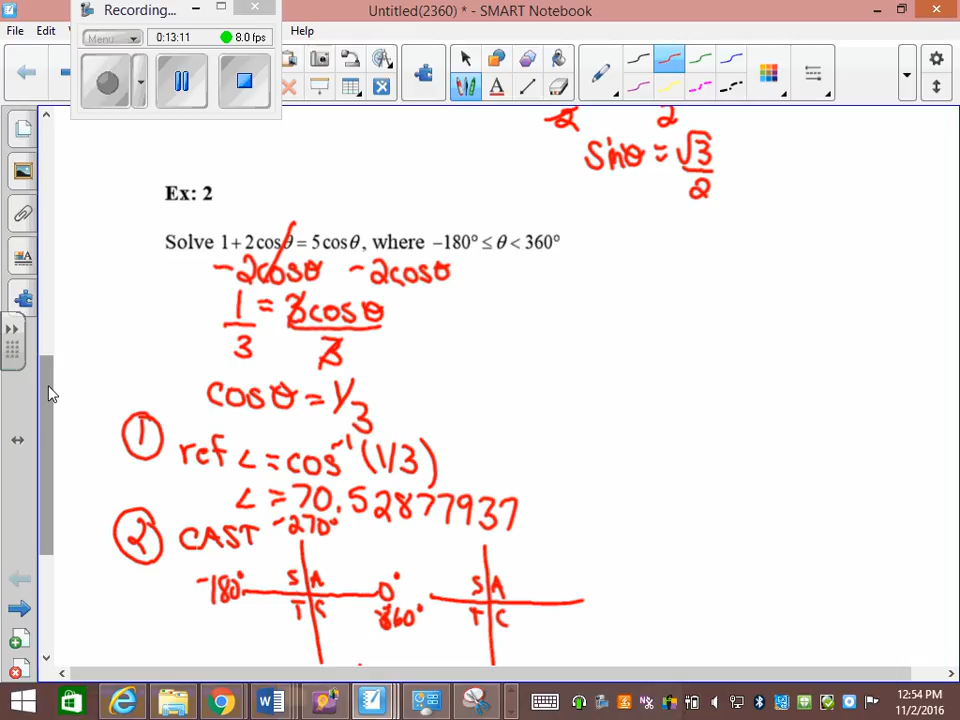 Recording...
Untitled(2360) * - SMART Notebook
File Edit
Menu 0:13:11 8.0 fps
Help
-2 2
sinθ = √3/2
Ex: 2
Solve 1 + 2cosθ = 5cosθ, where −180° ≤ θ < 360°
-2cosθ -2cosθ
1/3 = 3cosθ/3
cosθ = 1/3
① ref ∠ = cos⁻¹(1/3)
∠ = 70.52877937
② CAST -270°
S A S A
-180° 0°
T C 360° T C
12:54 PM
11/2/2016